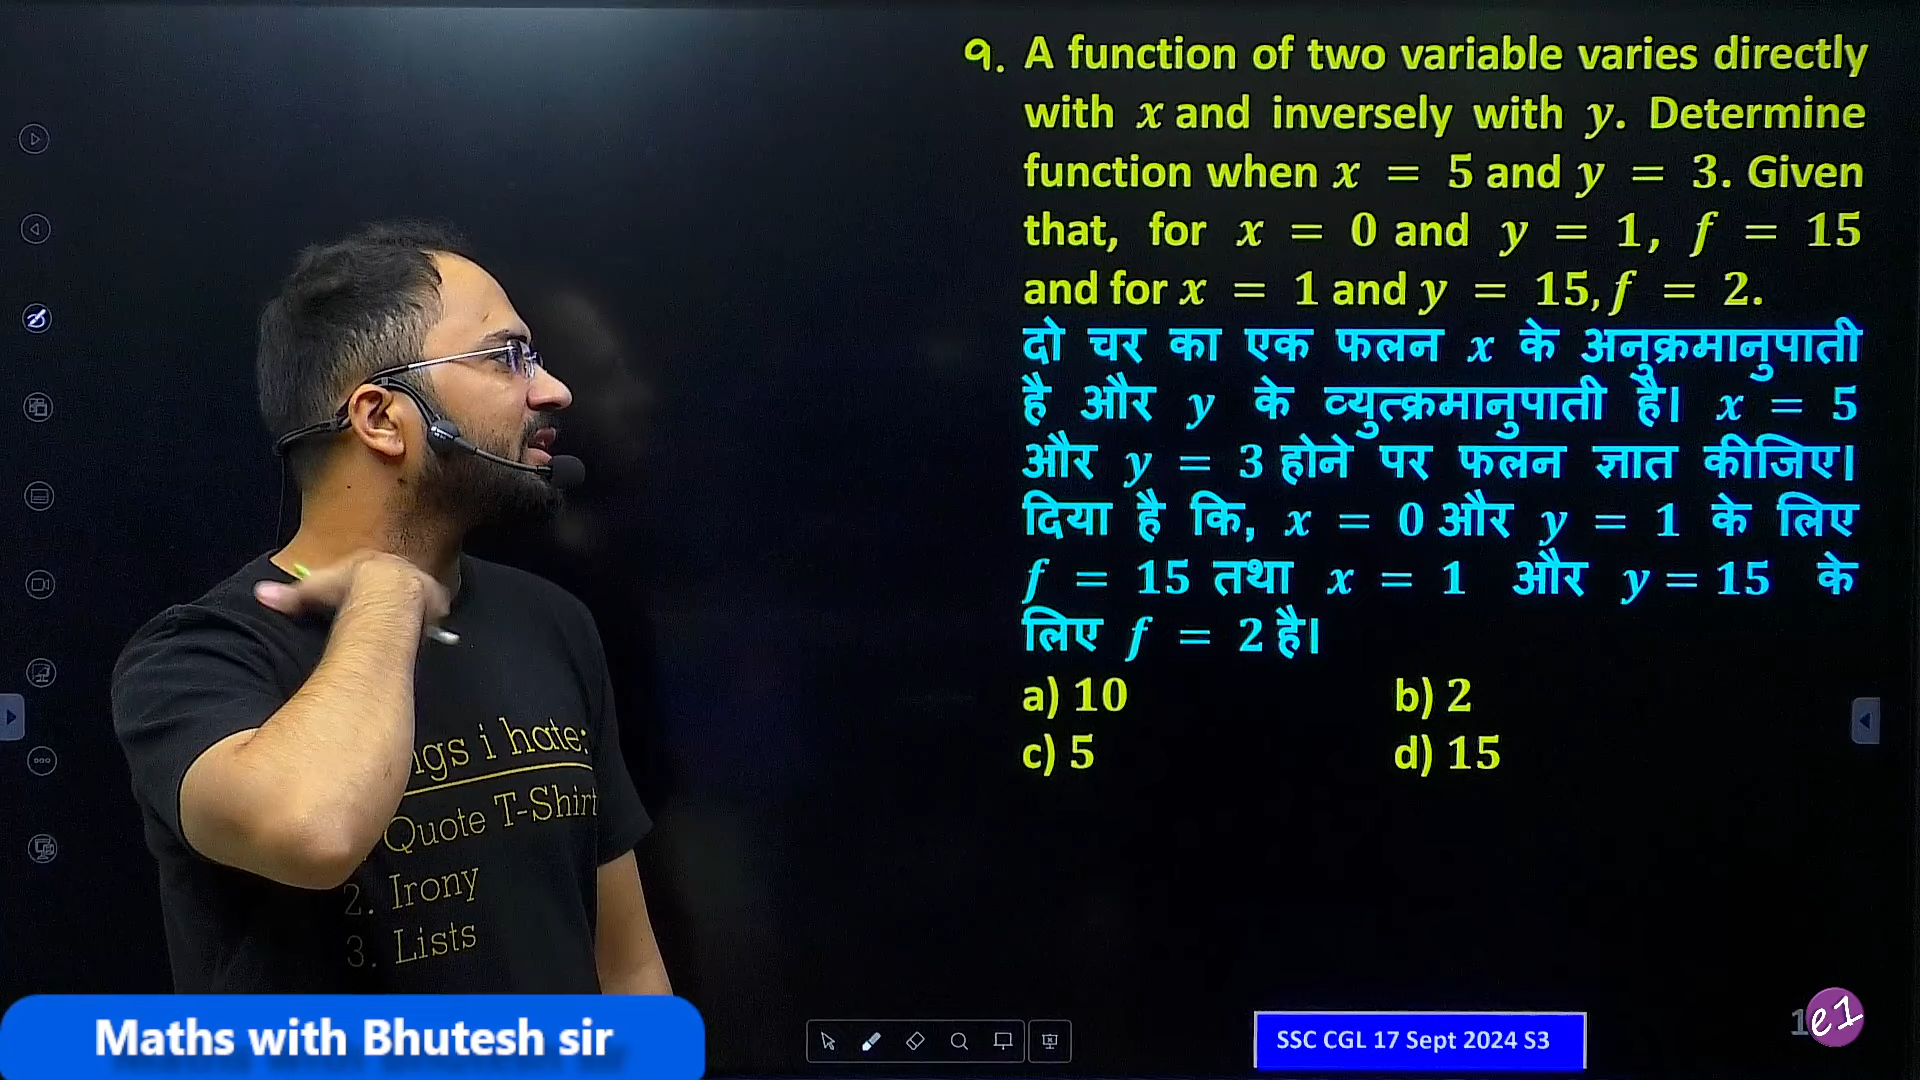 9. A function of two variable varies directly
with x and inversely with y. Determine
function when x = 5 and y = 3. Given
that, for x = 0 and y = 1, f = 15
and for x = 1 and y = 15, f = 2.
दो चर का एक फलन x के अनुक्रमानुपाती
है और y के व्युत्क्रमानुपाती है। x = 5
और y = 3 होने पर फलन ज्ञात कीजिए।
दिया है कि, x = 0 और y = 1 के लिए
f = 15 तथा x = 1 और y = 15 के
लिए f = 2 है।
a) 10 b) 2
c) 5 d) 15
i hate:
Quote T-Shirt
2. Irony
3. Lists
Maths with Bhutesh sir
SSC CGL 17 Sept 2024 S3
e1